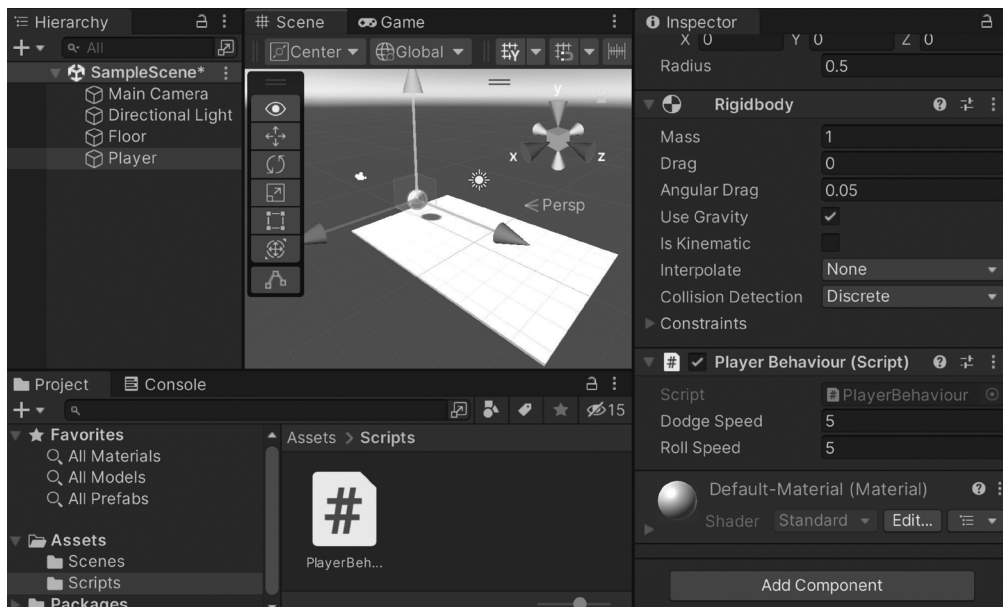 Hierarchy
All
SampleScene*
Main Camera
Directional Light
Floor
Player
Scene
Game
Center
Global
y
x
z
Persp
Inspector
X 0 Y 0 Z 0
Radius 0.5
Rigidbody
Mass 1
Drag 0
Angular Drag 0.05
Use Gravity
Is Kinematic
Interpolate None
Collision Detection Discrete
Constraints
# Player Behaviour (Script)
Script PlayerBehaviour
Dodge Speed 5
Roll Speed 5
Default-Material (Material)
Shader Standard Edit...
Add Component
Project
Console
15
Favorites
All Materials
All Models
All Prefabs
Assets
Scenes
Scripts
Packages
Assets > Scripts
#
PlayerBeh...